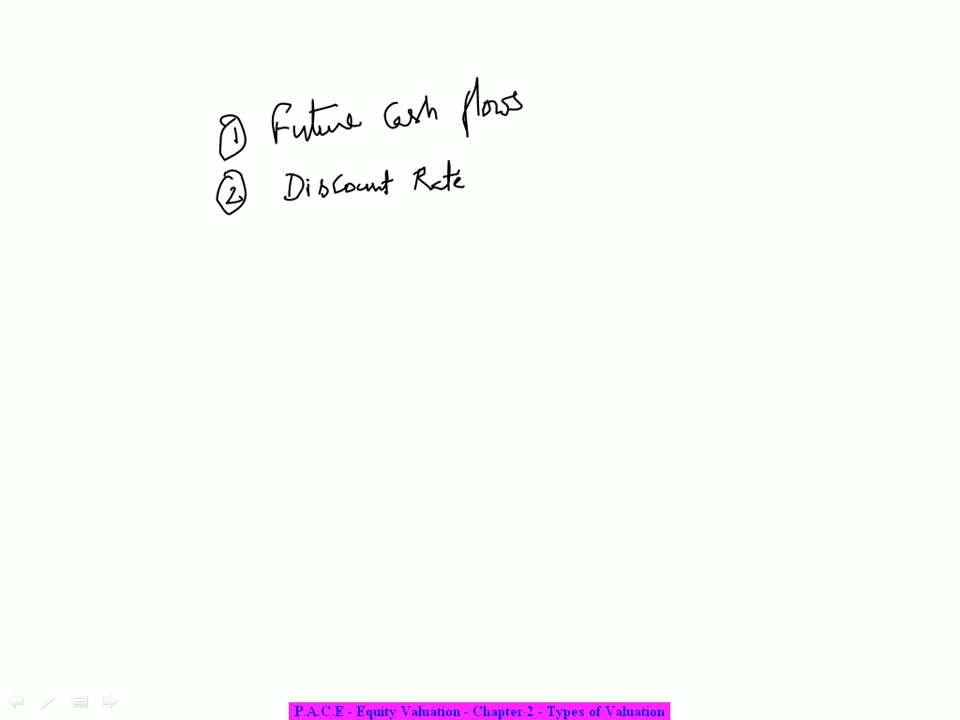 ① Future Cash flows
② Discount Rate
P.A.C.E - Equity Valuation - Chapter 2 - Types of Valuation